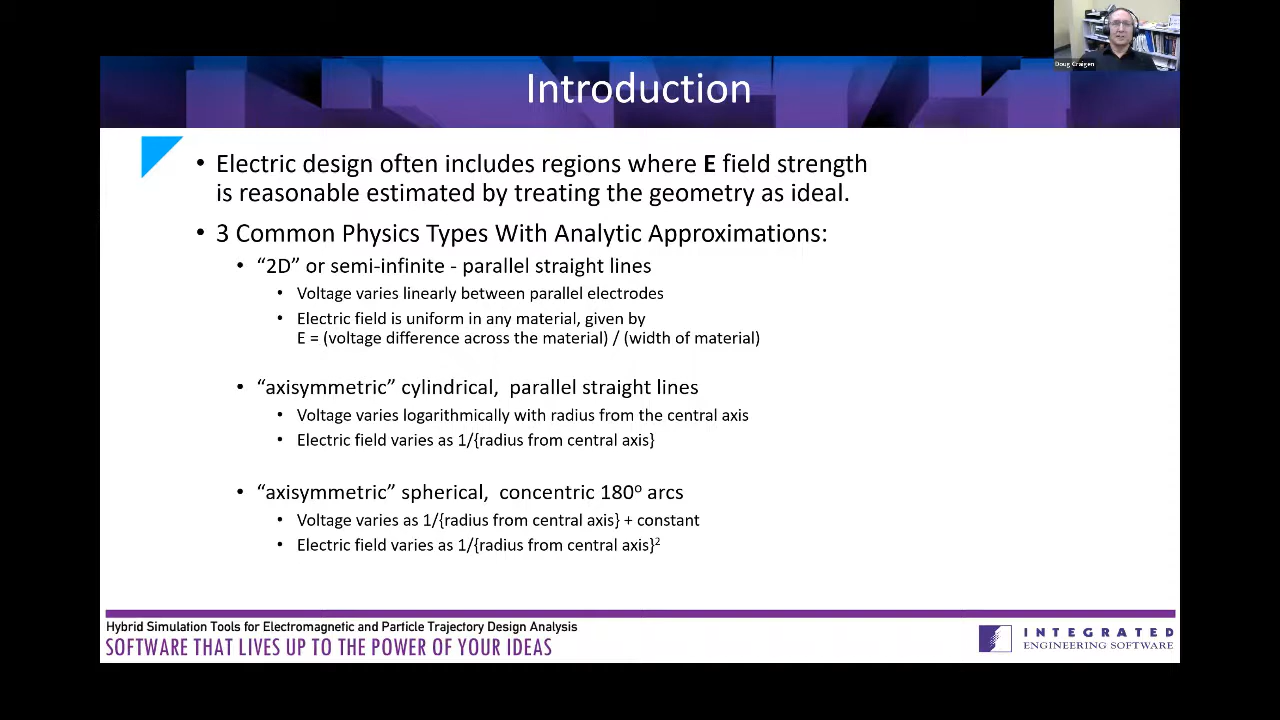 Doug Craigen
Introduction
• Electric design often includes regions where E field strength
is reasonable estimated by treating the geometry as ideal.
• 3 Common Physics Types With Analytic Approximations:
• “2D” or semi-infinite - parallel straight lines
• Voltage varies linearly between parallel electrodes
• Electric field is uniform in any material, given by
E = (voltage difference across the material) / (width of material)
• “axisymmetric” cylindrical, parallel straight lines
• Voltage varies logarithmically with radius from the central axis
• Electric field varies as 1/{radius from central axis}
• “axisymmetric” spherical, concentric 180° arcs
• Voltage varies as 1/{radius from central axis} + constant
• Electric field varies as 1/{radius from central axis}²
Hybrid Simulation Tools for Electromagnetic and Particle Trajectory Design Analysis
SOFTWARE THAT LIVES UP TO THE POWER OF YOUR IDEAS
INTEGRATED
ENGINEERING SOFTWARE